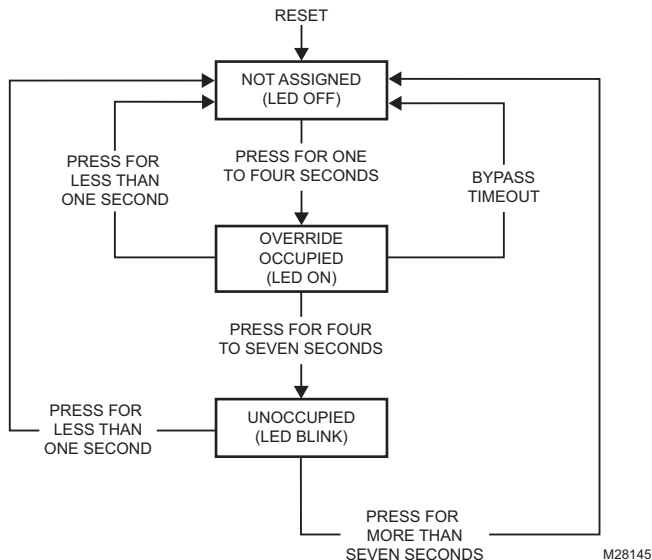 RESET
NOT ASSIGNED
(LED OFF)
PRESS FOR
LESS THAN
ONE SECOND
PRESS FOR ONE
TO FOUR SECONDS
BYPASS
TIMEOUT
OVERRIDE
OCCUPIED
(LED ON)
PRESS FOR FOUR
TO SEVEN SECONDS
PRESS FOR
LESS THAN
ONE SECOND
UNOCCUPIED
(LED BLINK)
PRESS FOR
MORE THAN
SEVEN SECONDS
M28145